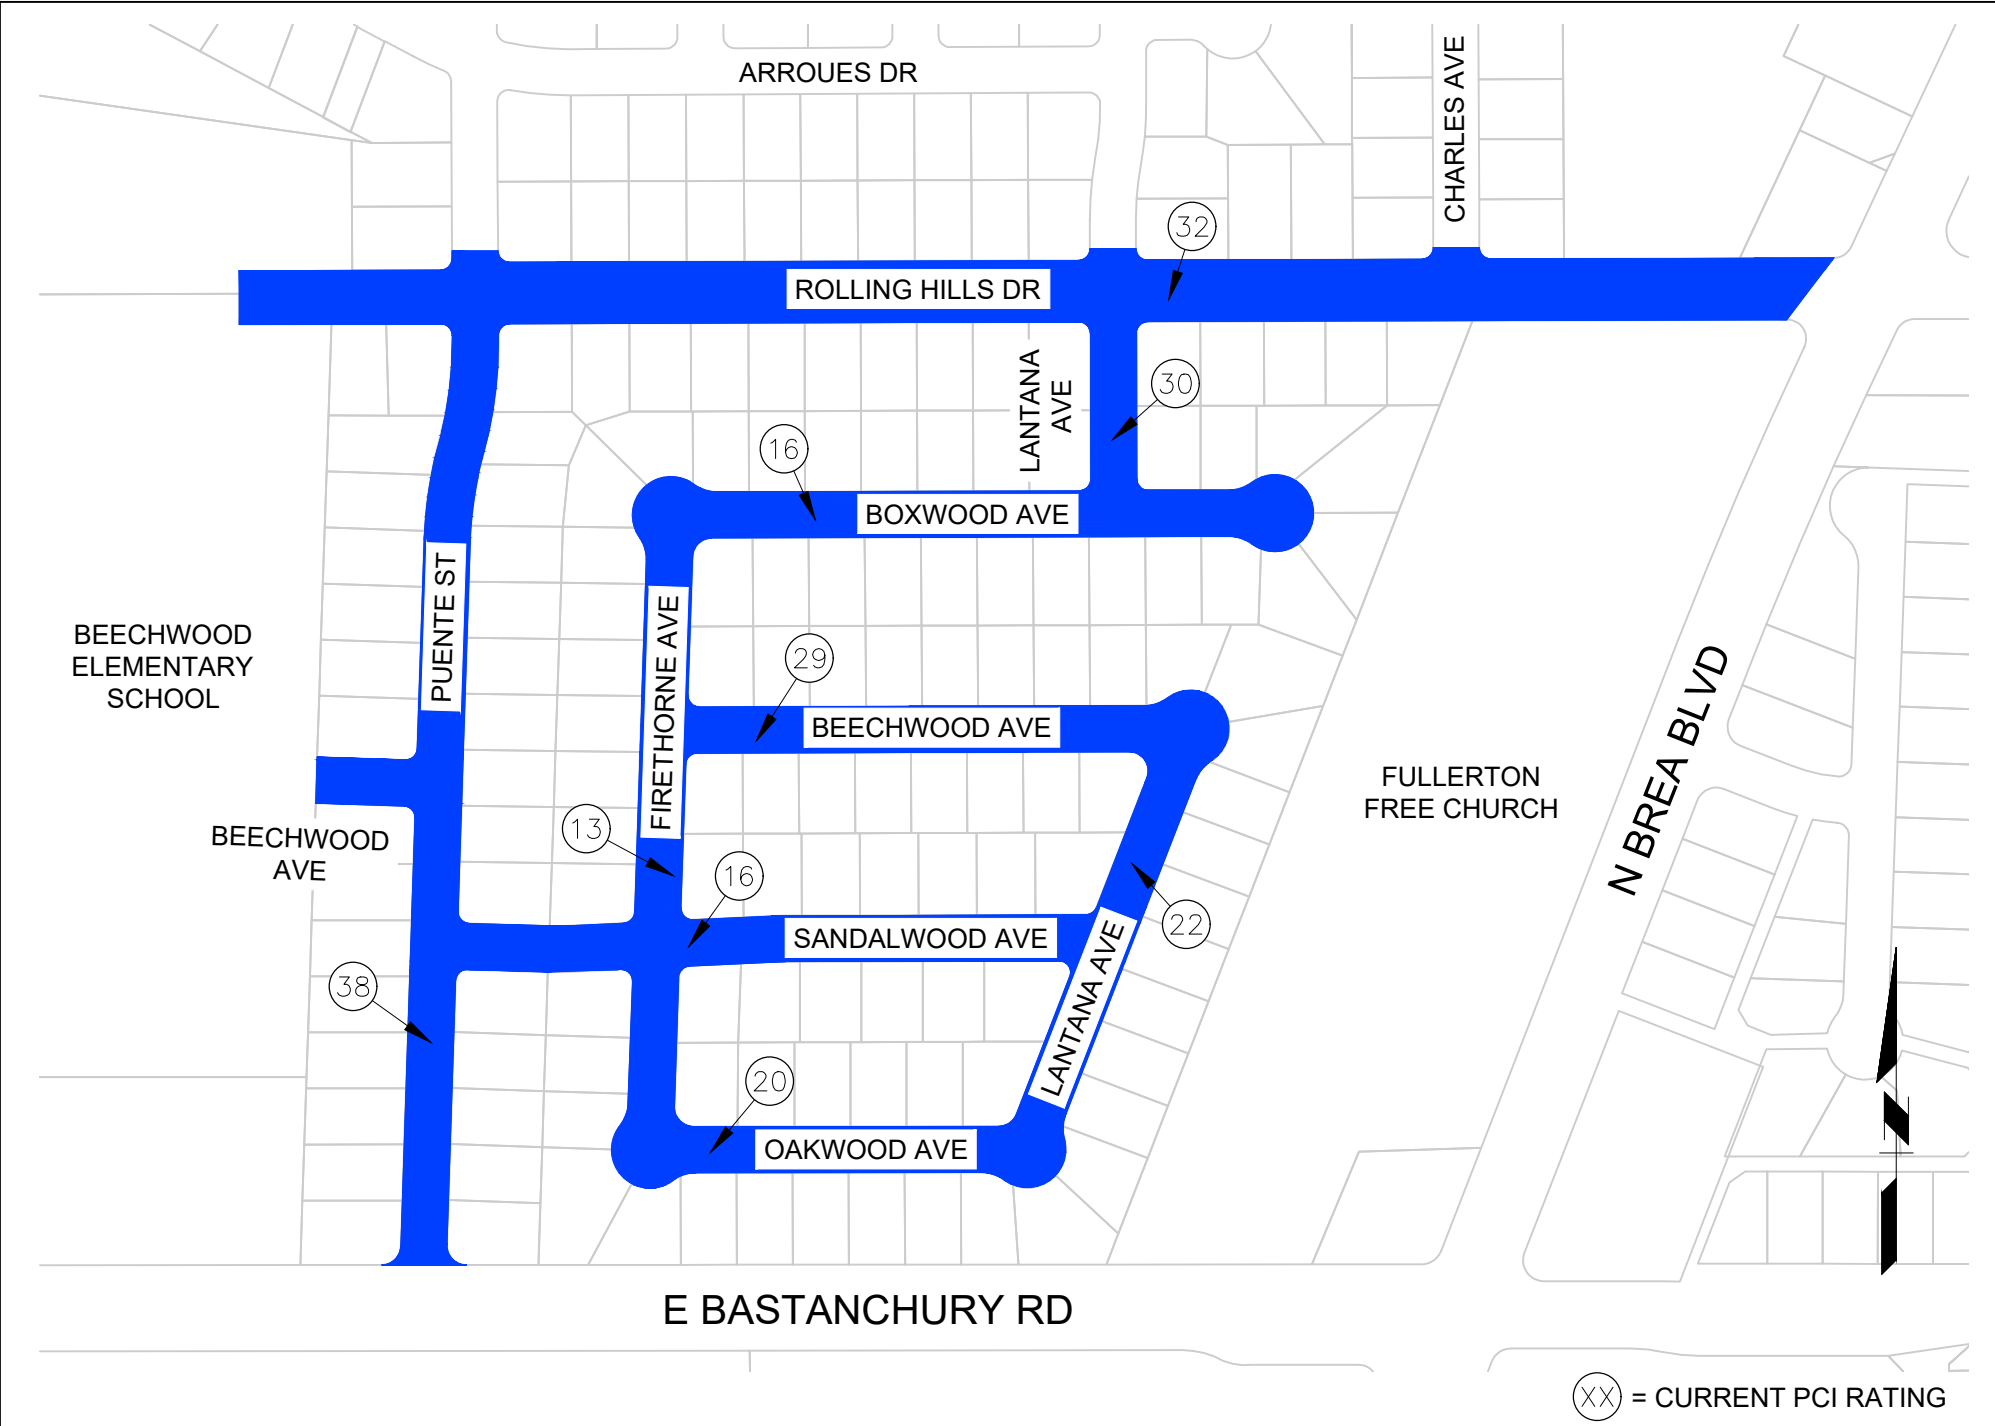 ARROUES DR
CHARLES AVE
32
ROLLING HILLS DR
LANTANA
AVE
30
16
BOXWOOD AVE
PUENTE ST
FIRETHORNE AVE
BEECHWOOD
ELEMENTARY
SCHOOL
29
BEECHWOOD AVE
N BREA BLVD
FULLERTON
FREE CHURCH
BEECHWOOD
AVE
13
16
22
SANDALWOOD AVE
LANTANA AVE
38
20
OAKWOOD AVE
N
E BASTANCHURY RD
XX = CURRENT PCI RATING